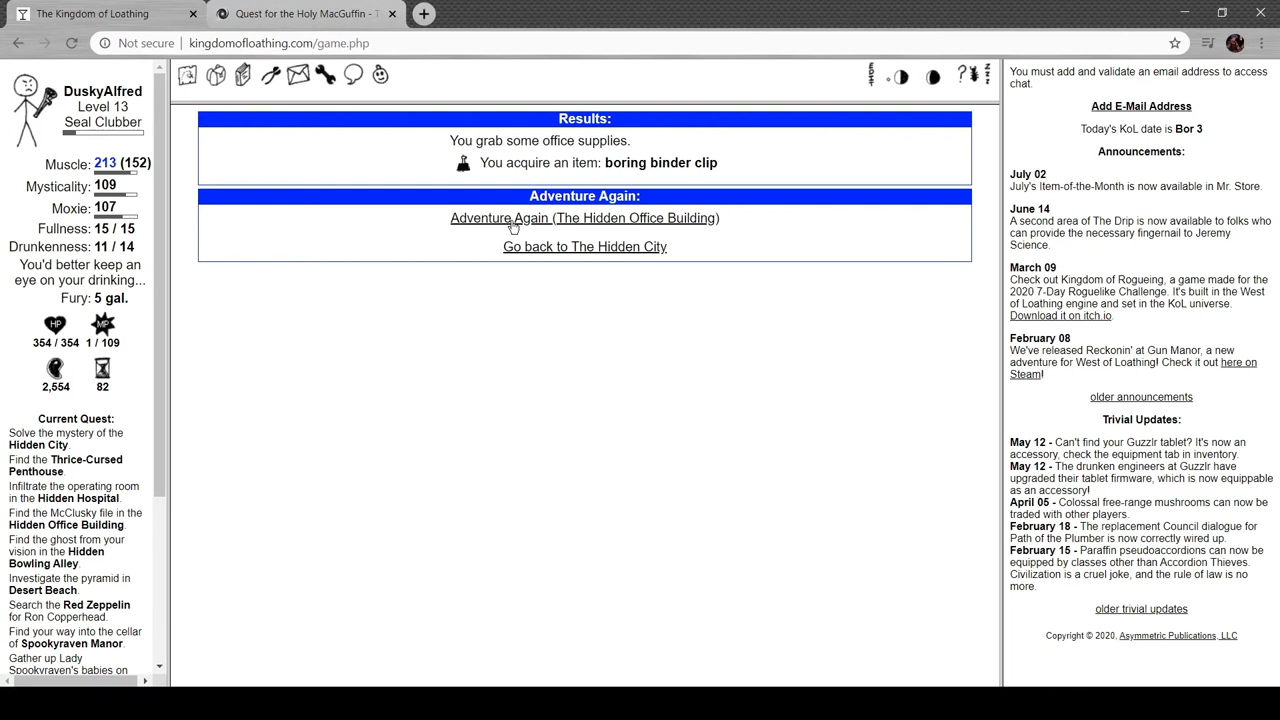 The Kingdom of Loathing
Quest for the Holy MacGuffin - T
Not secure | kingdomofloathing.com/game.php
DuskyAlfred
Level 13
Seal Clubber
Muscle: 213 (152)
Mysticality: 109
Moxie: 107
Fullness: 15 / 15
Drunkenness: 11 / 14
You'd better keep an
eye on your drinking...
Fury: 5 gal.
HP MP
354 / 354 1 / 109
2,554 82
Current Quest:
Solve the mystery of the
Hidden City.
Find the Thrice-Cursed
Penthouse.
Infiltrate the operating room
in the Hidden Hospital.
Find the McClusky file in the
Hidden Office Building.
Find the ghost from your
vision in the Hidden
Bowling Alley.
Investigate the pyramid in
Desert Beach.
Search the Red Zeppelin
for Ron Copperhead.
Find your way into the cellar
of Spookyraven Manor.
Gather up Lady
Spookyraven's babies on
Results:
You grab some office supplies.
You acquire an item: boring binder clip
Adventure Again:
Adventure Again (The Hidden Office Building)
Go back to The Hidden City
You must add and validate an email address to access
chat.
Add E-Mail Address
Today's KoL date is Bor 3
Announcements:
July 02
July's Item-of-the-Month is now available in Mr. Store.
June 14
A second area of The Drip is now available to folks who
can provide the necessary fingernail to Jeremy
Science.
March 09
Check out Kingdom of Rogueing, a game made for the
2020 7-Day Roguelike Challenge. It's built in the West
of Loathing engine and set in the KoL universe.
Download it on itch.io.
February 08
We've released Reckonin' at Gun Manor, a new
adventure for West of Loathing! Check it out here on
Steam!
older announcements
Trivial Updates:
May 12 - Can't find your Guzzlr tablet? It's now an
accessory, check the equipment tab in inventory.
May 12 - The drunken engineers at Guzzlr have
upgraded their tablet firmware, which is now equippable
as an accessory!
April 05 - Colossal free-range mushrooms can now be
traded with other players.
February 18 - The replacement Council dialogue for
Path of the Plumber is now correctly wired up.
February 15 - Paraffin pseudoaccordions can now be
equipped by classes other than Accordion Thieves.
Civilization is a cruel joke, and the rule of law is no
more.
older trivial updates
Copyright © 2020, Asymmetric Publications, LLC